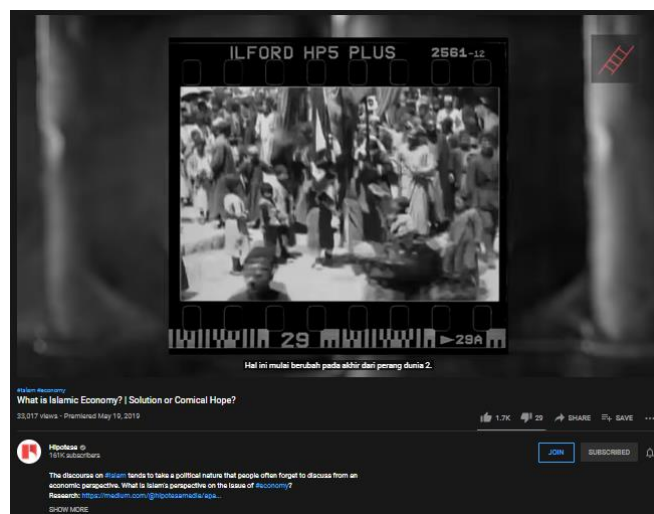 ILFORD HP5 PLUS 2561-12
29 ▶29A
Hal ini mulai berubah pada akhir dari perang dunia 2.
#islam #economy
What is Islamic Economy? | Solution or Comical Hope?
33,017 views • Premiered May 19, 2019
1.7K 29 SHARE SAVE
Hipotesa
161K subscribers
JOIN SUBSCRIBED
The discourse on #islam tends to take a political nature that people often forget to discuss from an
economic perspective. What is Islam's perspective on the issue of #economy?
Research: https://medium.com/@hipotesamedia/apa...
SHOW MORE